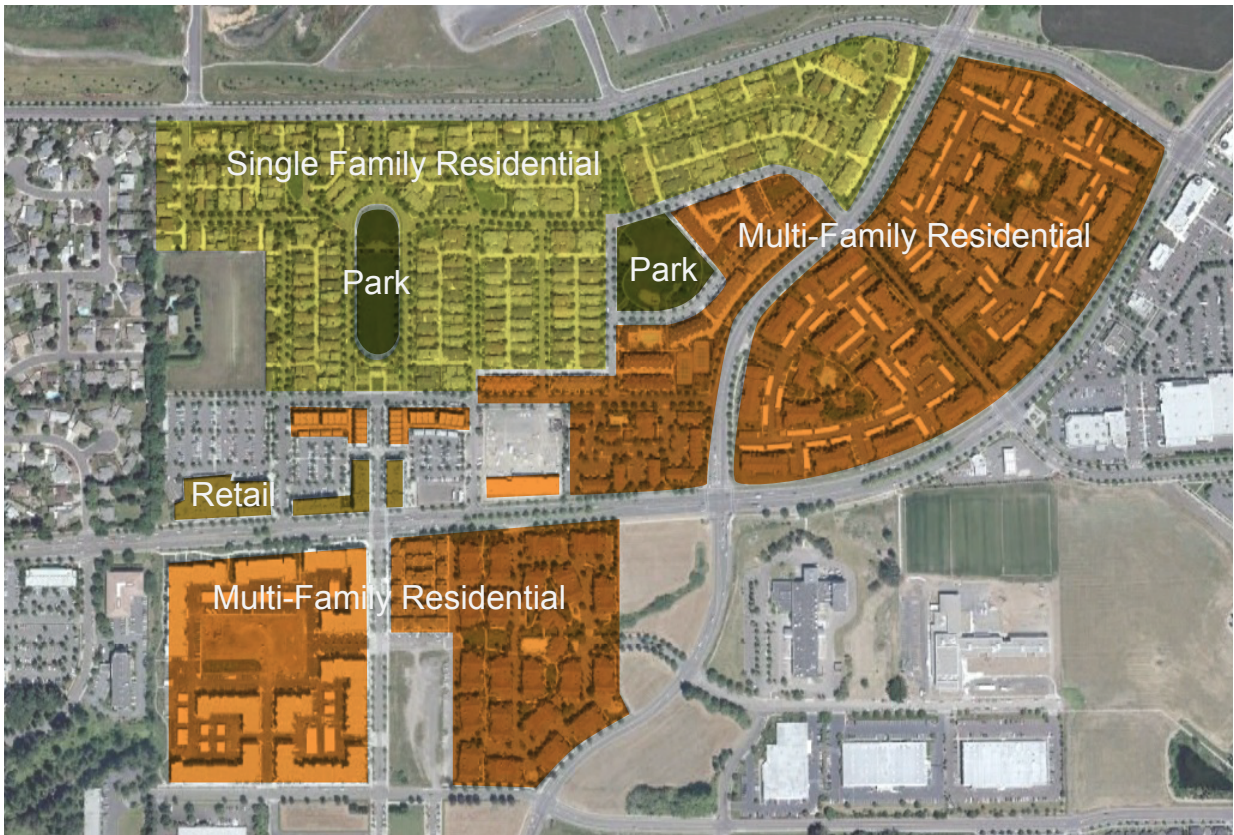 Single Family Residential
Multi-Family Residential
Park
Park
Retail
Multi-Family Residential